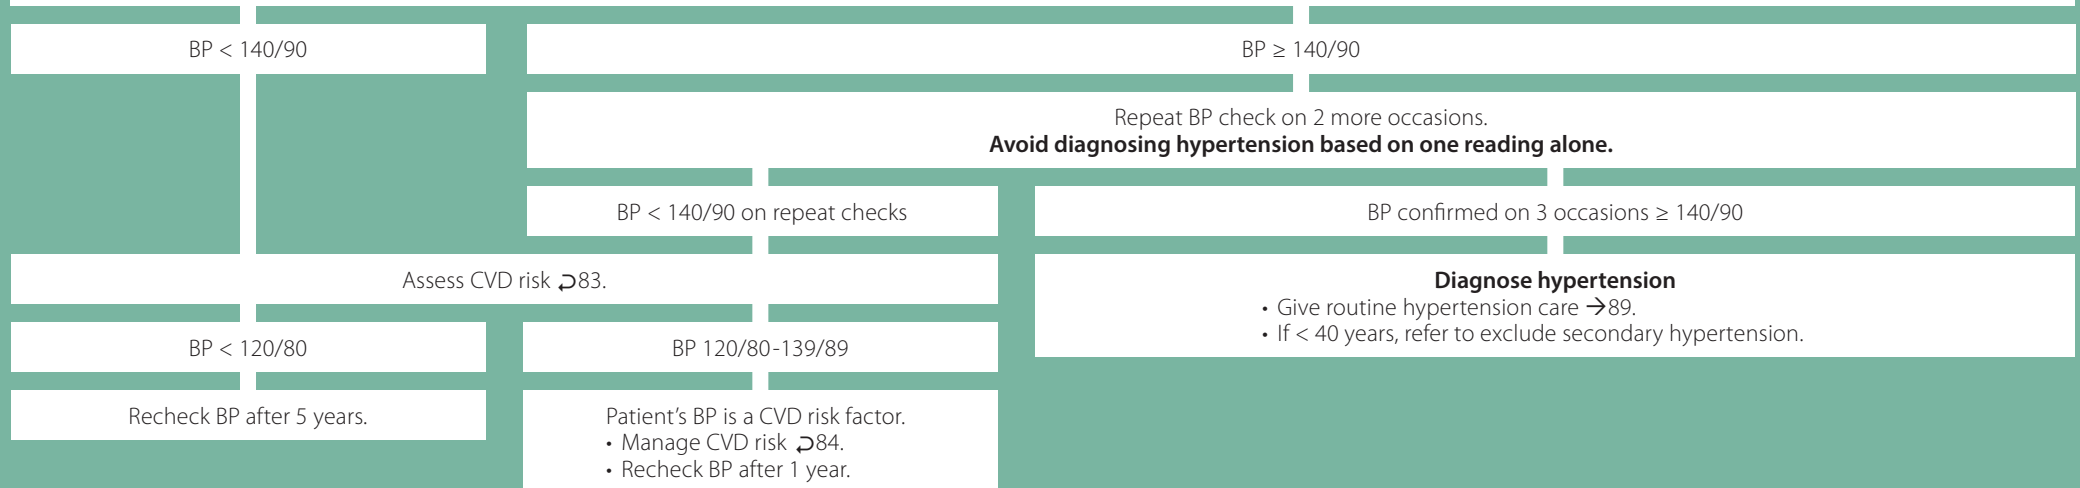 BP < 140/90
BP ≥ 140/90
Repeat BP check on 2 more occasions.
Avoid diagnosing hypertension based on one reading alone.
BP < 140/90 on repeat checks
BP confirmed on 3 occasions ≥ 140/90
Assess CVD risk ⮌83.
Diagnose hypertension
• Give routine hypertension care →89.
• If < 40 years, refer to exclude secondary hypertension.
BP < 120/80
BP 120/80-139/89
Recheck BP after 5 years.
Patient’s BP is a CVD risk factor.
• Manage CVD risk ⮌84.
• Recheck BP after 1 year.